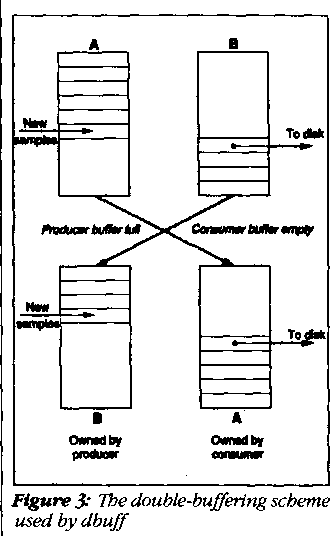 A B
New
samples
To disk
Producer buffer full Consumer buffer empty
New
samples
To disk
B A
Owned by
producer
Owned by
consumer
Figure 3: The double-buffering scheme
used by dbuff